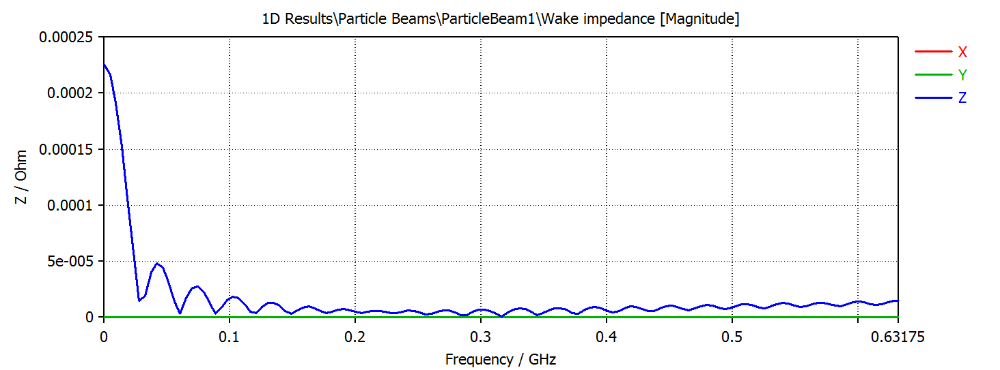 1D Results\Particle Beams\ParticleBeam1\Wake impedance [Magnitude]
0.00025
0.0002
0.00015
0.0001
5e-005
0
Z / Ohm
0 0.1 0.2 0.3 0.4 0.5 0.63175
Frequency / GHz
X
Y
Z